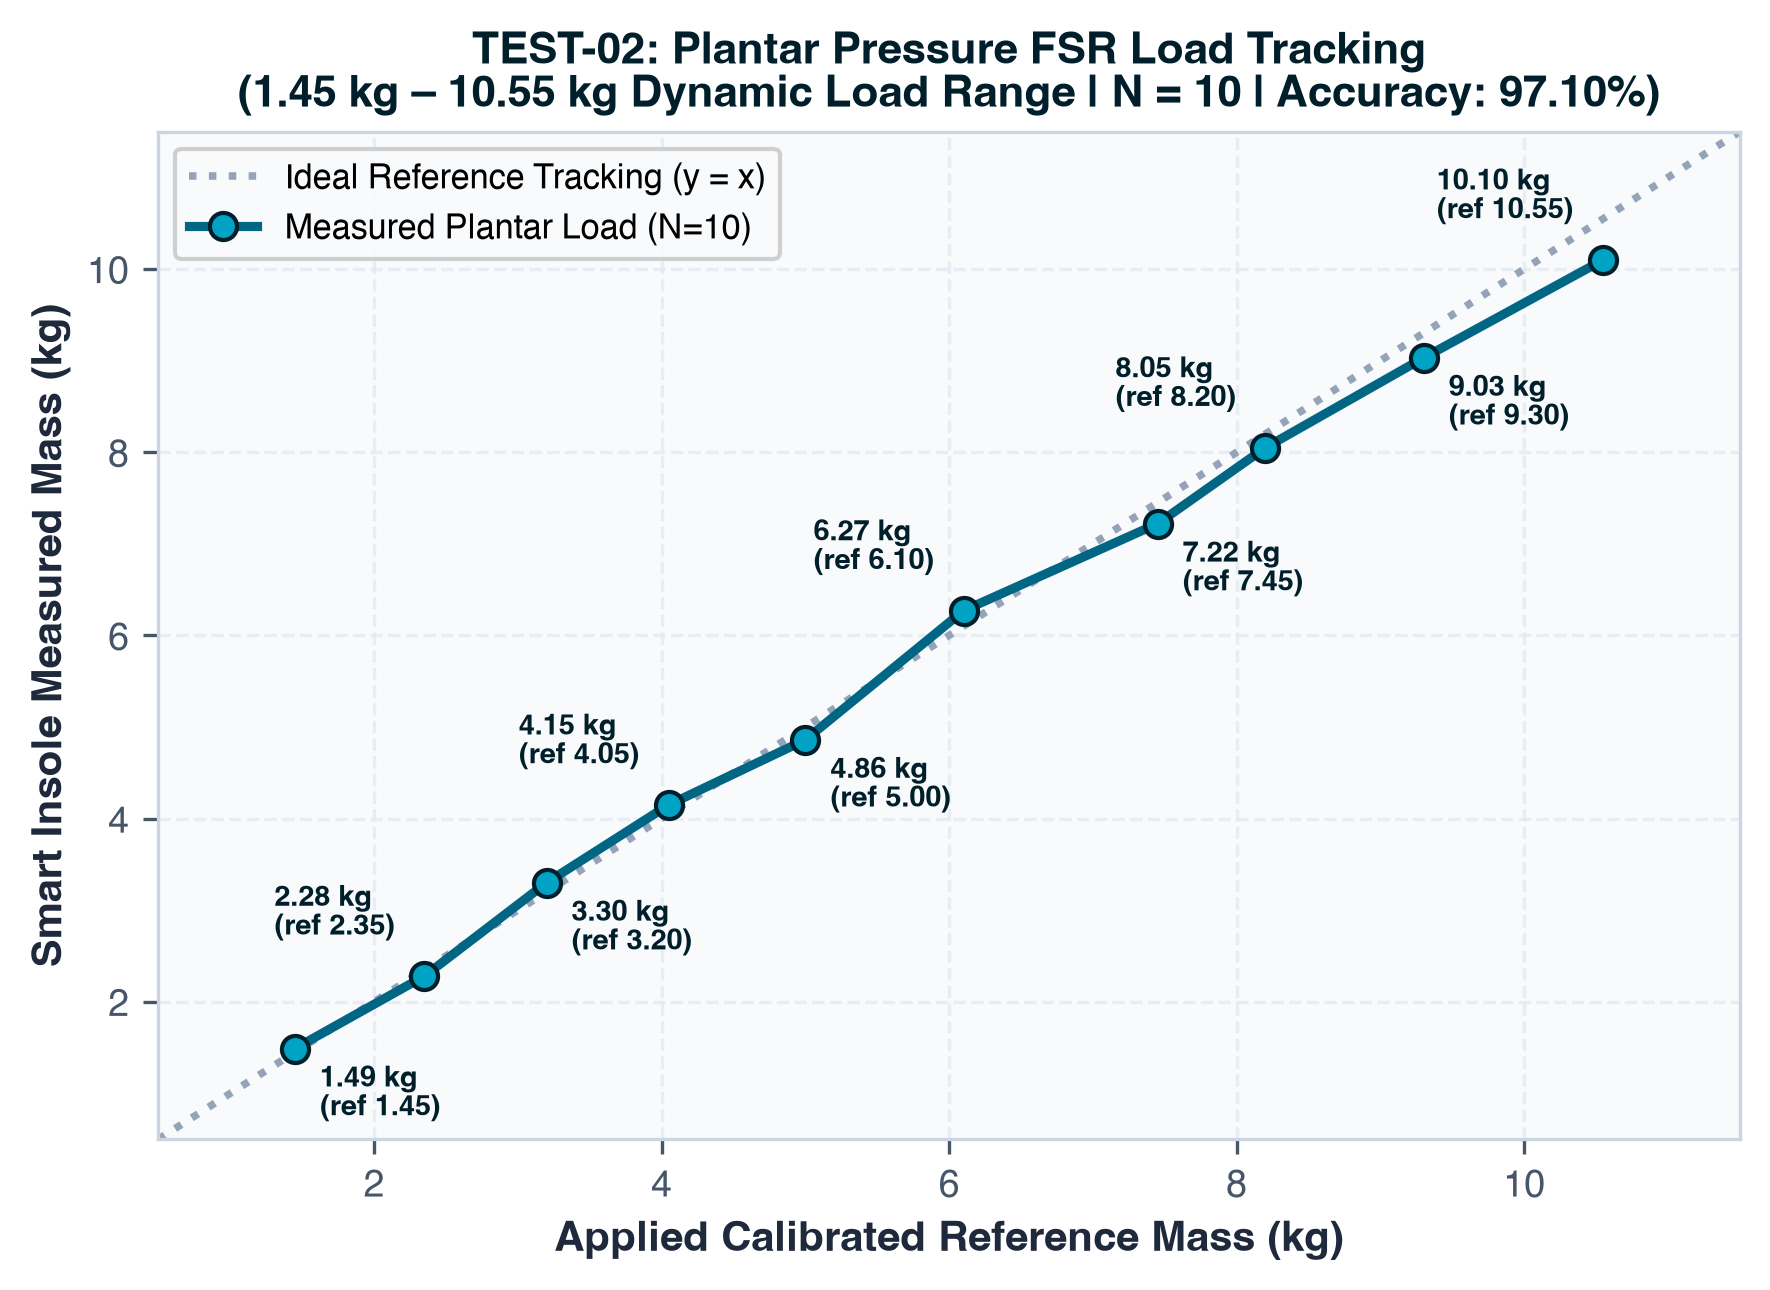 TEST-02: Plantar Pressure FSR Load Tracking
(1.45 kg – 10.55 kg Dynamic Load Range | N = 10 | Accuracy: 97.10%)
Ideal Reference Tracking (y = x)
Measured Plantar Load (N=10)
10.10 kg
(ref 10.55)
8.05 kg
(ref 8.20)
9.03 kg
(ref 9.30)
6.27 kg
(ref 6.10)
7.22 kg
(ref 7.45)
4.15 kg
(ref 4.05)
4.86 kg
(ref 5.00)
2.28 kg
(ref 2.35)
3.30 kg
(ref 3.20)
1.49 kg
(ref 1.45)
10
8
6
4
2
Smart Insole Measured Mass (kg)
2
4
6
8
10
Applied Calibrated Reference Mass (kg)